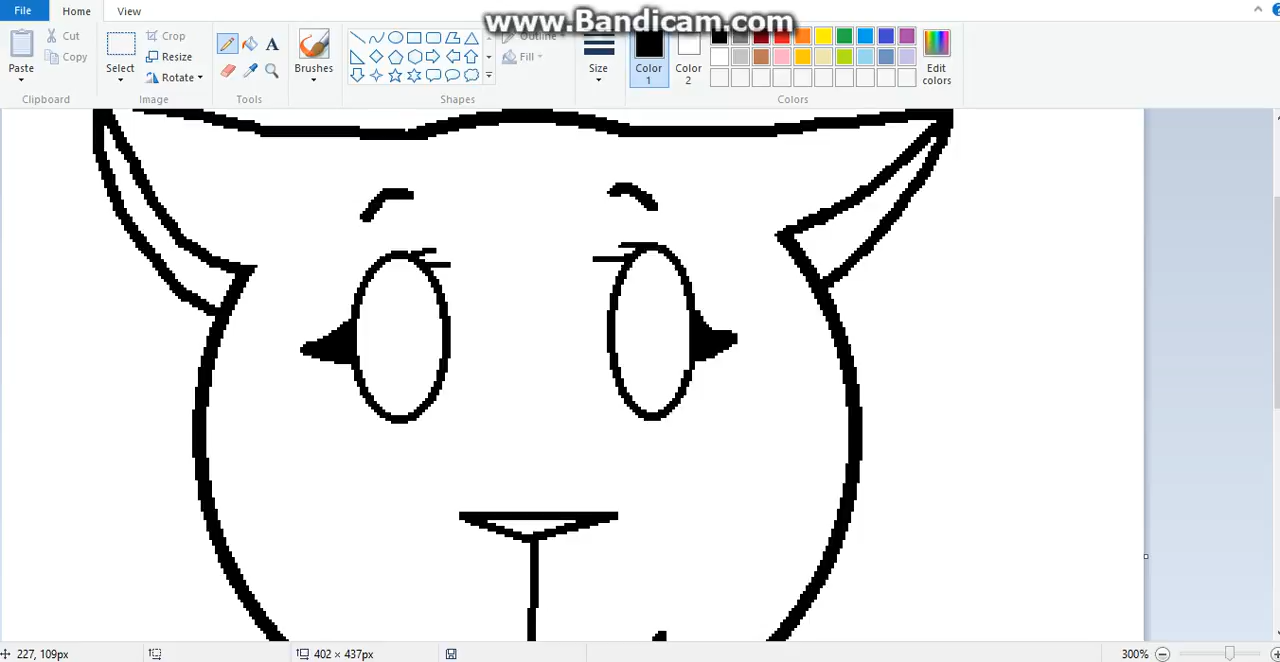 www.Bandicam.com
File
Home
View
Paste
Cut
Copy
Clipboard
Select
Crop
Resize
Rotate
Image
A
Tools
Brushes
Outline
Fill
Shapes
Size
Color 1
Color 2
Edit colors
Colors
227, 109px
402 × 437px
300%